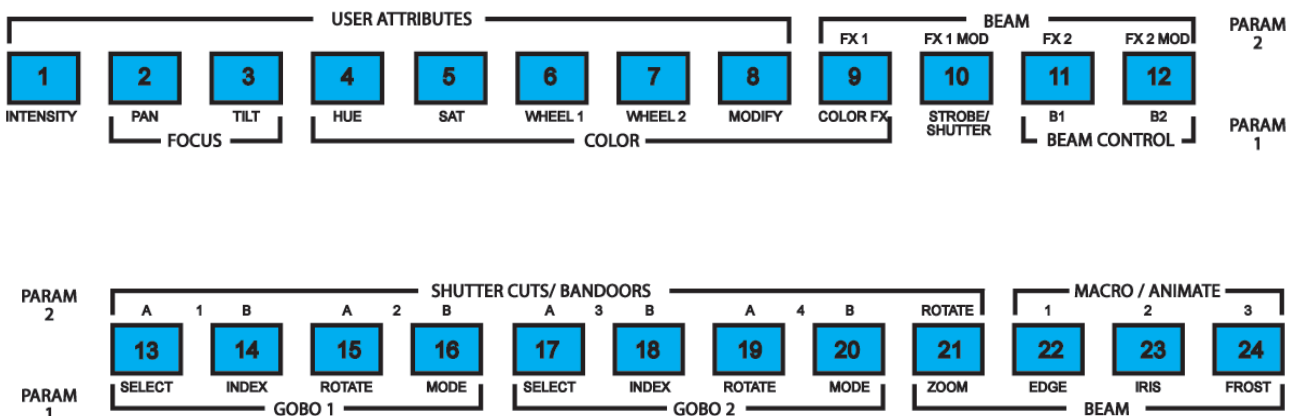 USER ATTRIBUTES BEAM PARAM
FX 1 FX 1 MOD FX 2 FX 2 MOD 2
1 2 3 4 5 6 7 8 9 10 11 12
INTENSITY PAN TILT HUE SAT WHEEL 1 WHEEL 2 MODIFY COLOR FX STROBE/ B1 B2 PARAM
SHUTTER
FOCUS COLOR BEAM CONTROL 1
PARAM SHUTTER CUTS/ BANDOORS MACRO / ANIMATE
2 A 1 B A 2 B A 3 B A 4 B ROTATE 1 2 3
13 14 15 16 17 18 19 20 21 22 23 24
PARAM SELECT INDEX ROTATE MODE SELECT INDEX ROTATE MODE ZOOM EDGE IRIS FROST
1 GOBO 1 GOBO 2 BEAM